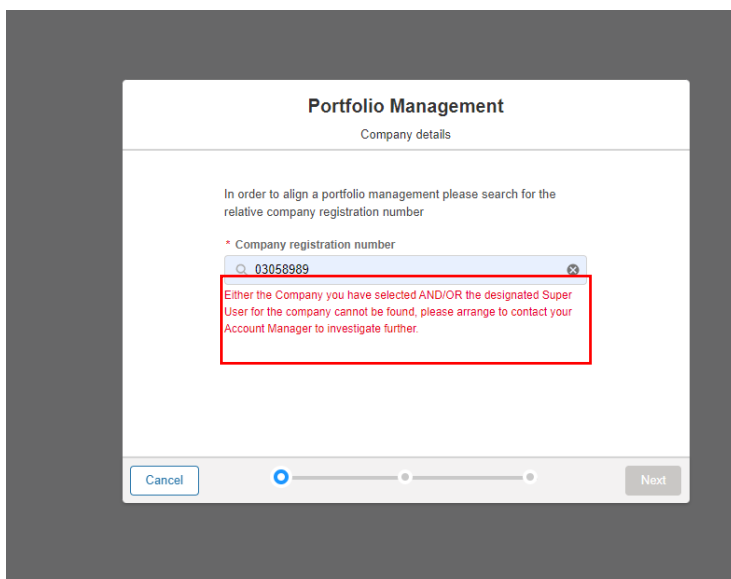 Portfolio Management
Company details
In order to align a portfolio management please search for the
relative company registration number
* Company registration number
03058989
Either the Company you have selected AND/OR the designated Super
User for the company cannot be found, please arrange to contact your
Account Manager to investigate further.
Cancel
Next